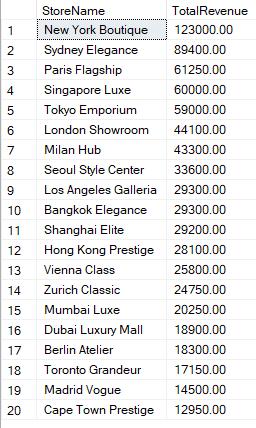 StoreName TotalRevenue
1 New York Boutique 123000.00
2 Sydney Elegance 89400.00
3 Paris Flagship 61250.00
4 Singapore Luxe 60000.00
5 Tokyo Emporium 59000.00
6 London Showroom 44100.00
7 Milan Hub 43300.00
8 Seoul Style Center 33600.00
9 Los Angeles Galleria 29300.00
10 Bangkok Elegance 29300.00
11 Shanghai Elite 29200.00
12 Hong Kong Prestige 28100.00
13 Vienna Class 25800.00
14 Zurich Classic 24750.00
15 Mumbai Luxe 20250.00
16 Dubai Luxury Mall 18900.00
17 Berlin Atelier 18300.00
18 Toronto Grandeur 17150.00
19 Madrid Vogue 14500.00
20 Cape Town Prestige 12950.00